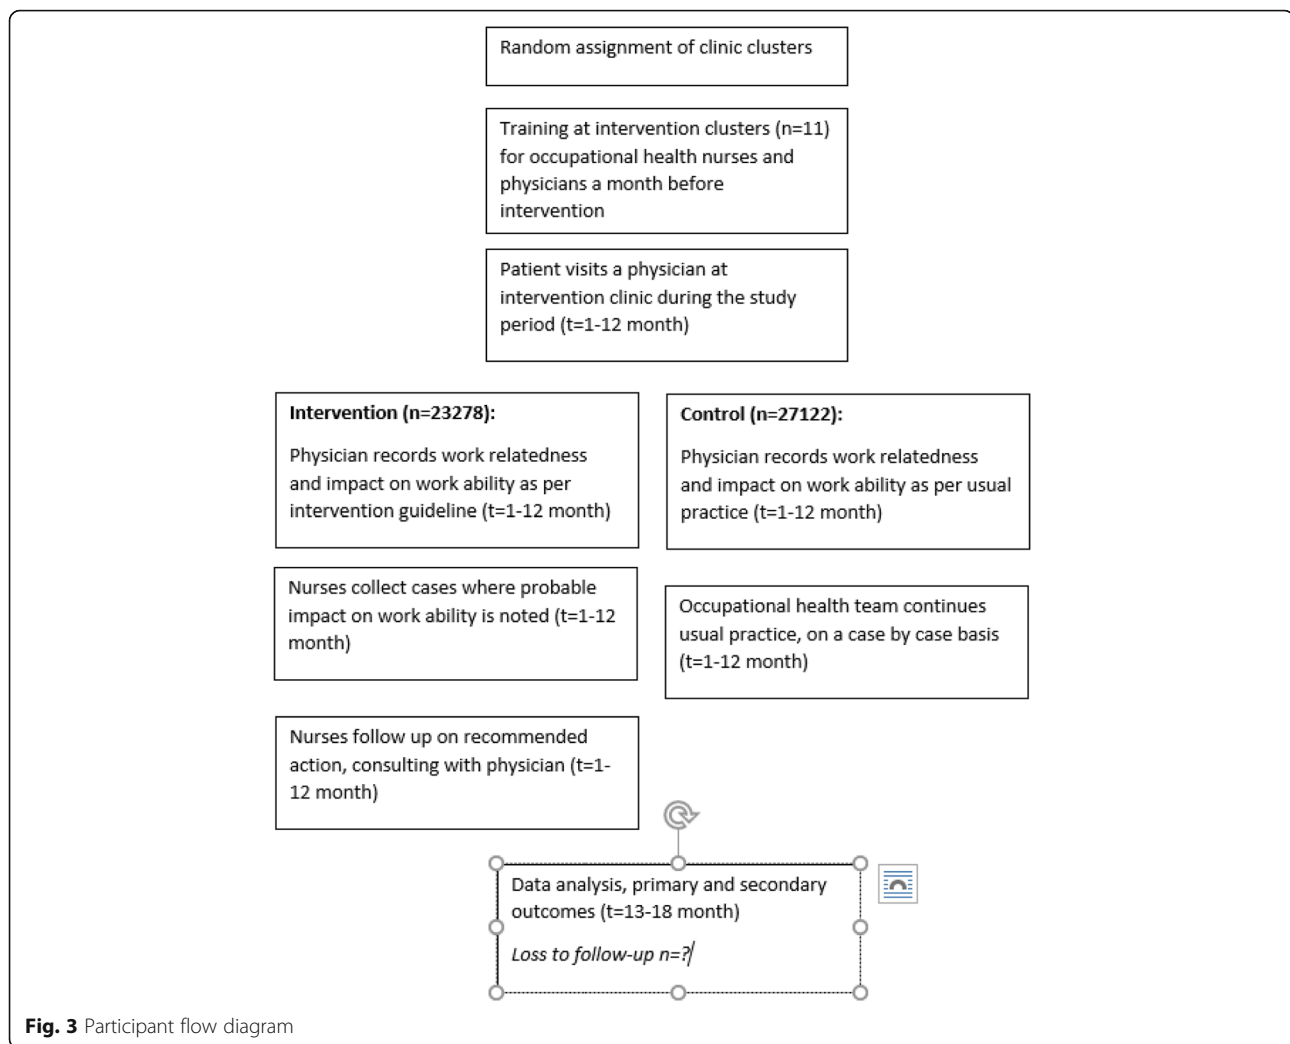 Random assignment of clinic clusters
Training at intervention clusters (n=11)
for occupational health nurses and
physicians a month before
intervention
Patient visits a physician at
intervention clinic during the study
period (t=1-12 month)
Intervention (n=23278):
Physician records work relatedness
and impact on work ability as per
intervention guideline (t=1-12 month)
Control (n=27122):
Physician records work relatedness
and impact on work ability as per usual
practice (t=1-12 month)
Nurses collect cases where probable
impact on work ability is noted (t=1-12
month)
Occupational health team continues
usual practice, on a case by case basis
(t=1-12 month)
Nurses follow up on recommended
action, consulting with physician (t=1-
12 month)
Data analysis, primary and secondary
outcomes (t=13-18 month)
Loss to follow-up n=?
Fig. 3 Participant flow diagram